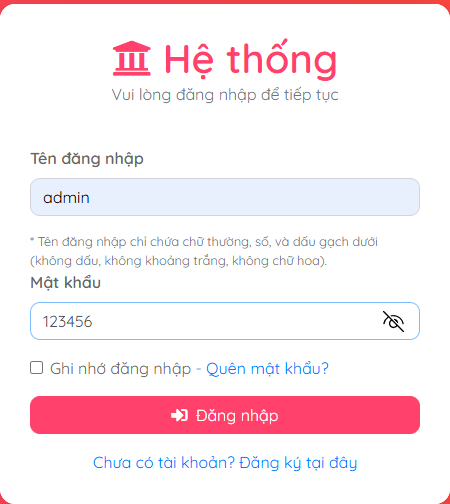 Hệ thống
Vui lòng đăng nhập để tiếp tục
Tên đăng nhập
admin
* Tên đăng nhập chỉ chứa chữ thường, số, và dấu gạch dưới
(không dấu, không khoảng trắng, không chữ hoa).
Mật khẩu
123456
Ghi nhớ đăng nhập - Quên mật khẩu?
Đăng nhập
Chưa có tài khoản? Đăng ký tại đây